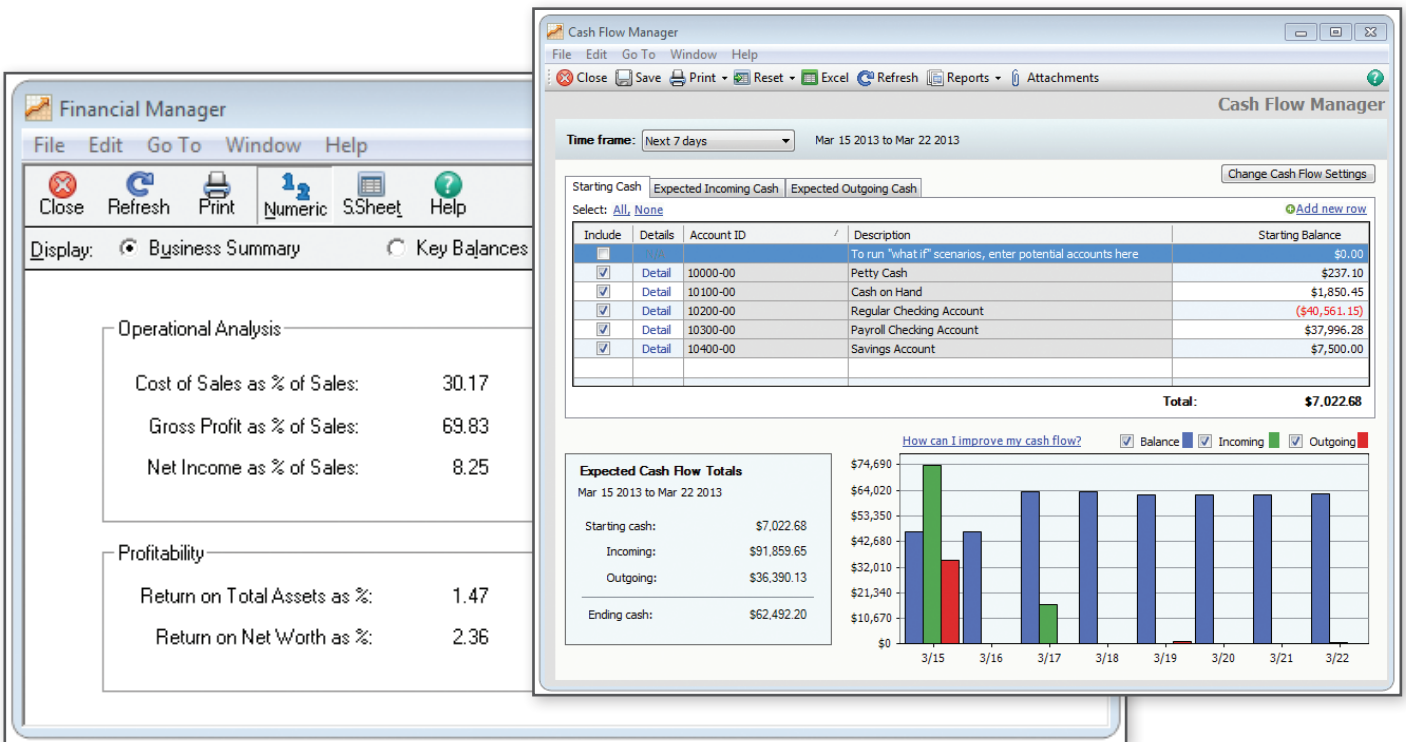 Financial Manager
File Edit Go To Window Help
Close Refresh Print Numeric S.Sheet Help
Display: Business Summary Key Balances
Operational Analysis
Cost of Sales as % of Sales: 30.17
Gross Profit as % of Sales: 69.83
Net Income as % of Sales: 8.25
Profitability
Return on Total Assets as %: 1.47
Return on Net Worth as %: 2.36
Cash Flow Manager
File Edit Go To Window Help
Close Save Print Reset Excel Refresh Reports Attachments
Cash Flow Manager
Time frame: Next 7 days Mar 15 2013 to Mar 22 2013
Change Cash Flow Settings
Starting Cash Expected Incoming Cash Expected Outgoing Cash
Select: All, None Add new row
Include Details Account ID / Description Starting Balance
N/A To run "what if" scenarios, enter potential accounts here $0.00
Detail 10000-00 Petty Cash $237.10
Detail 10100-00 Cash on Hand $1,850.45
Detail 10200-00 Regular Checking Account ($40,561.15)
Detail 10300-00 Payroll Checking Account $37,996.28
Detail 10400-00 Savings Account $7,500.00
Total: $7,022.68
How can I improve my cash flow? Balance Incoming Outgoing
Expected Cash Flow Totals
Mar 15 2013 to Mar 22 2013
Starting cash: $7,022.68
Incoming: $91,859.65
Outgoing: $36,390.13
Ending cash: $62,492.20
$74,690
$64,020
$53,350
$42,680
$32,010
$21,340
$10,670
$0
3/15 3/16 3/17 3/18 3/19 3/20 3/21 3/22